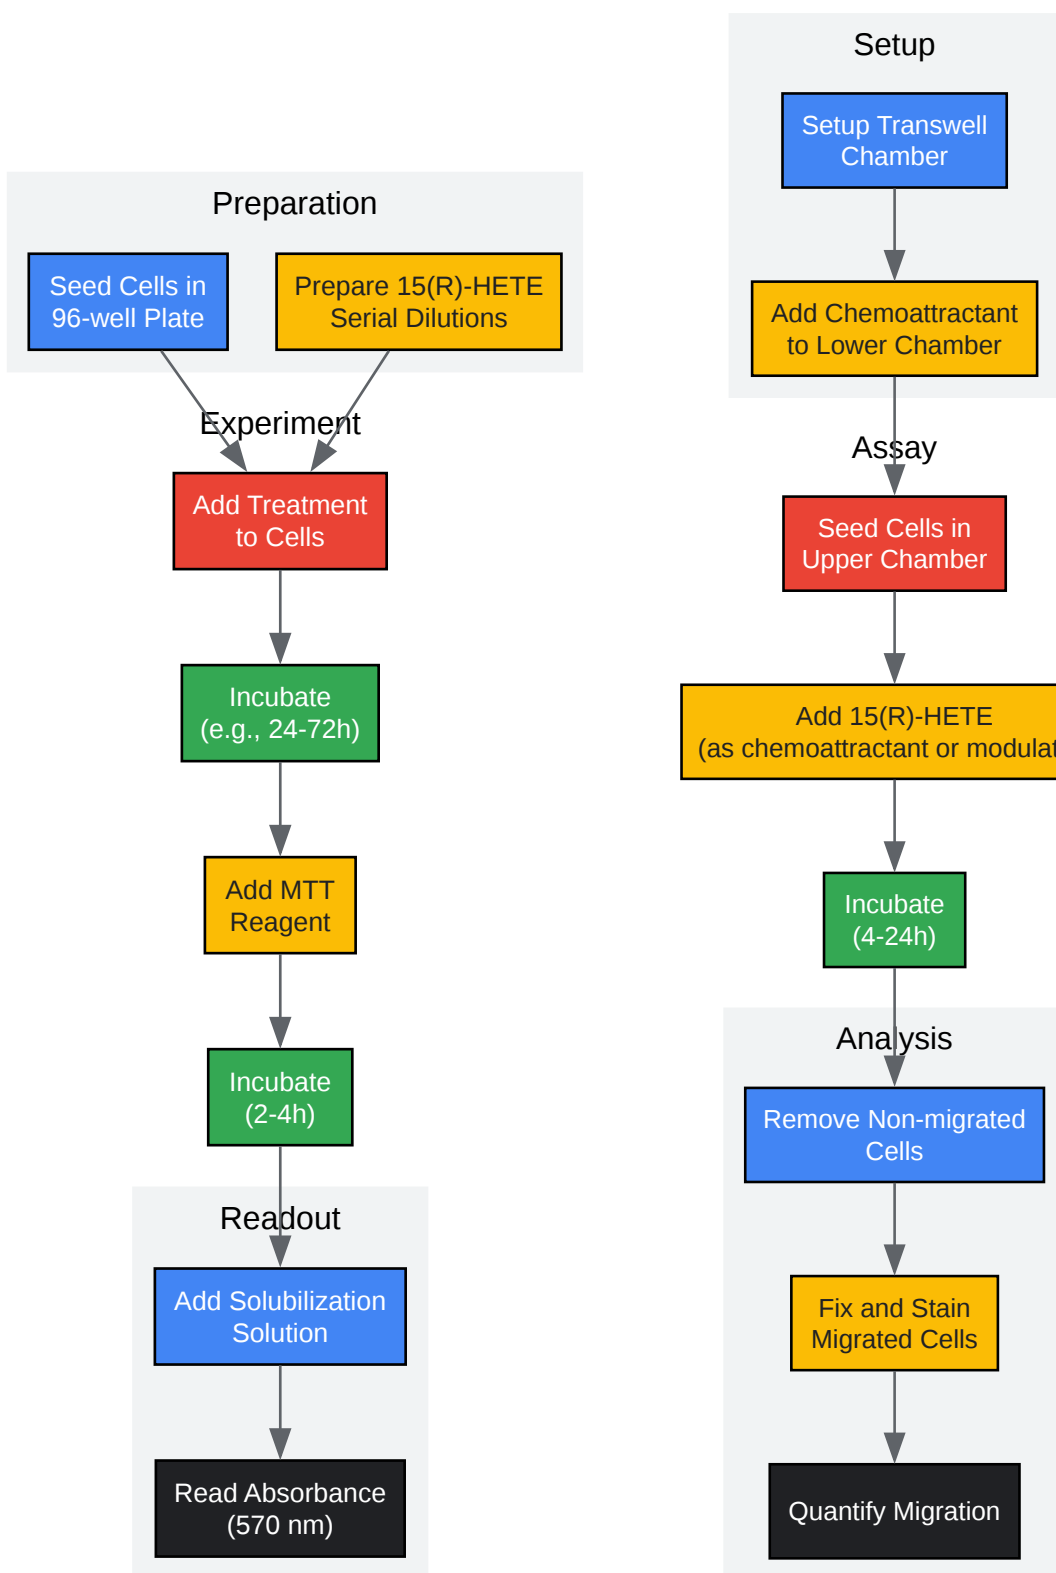 Preparation
Seed Cells in
96-well Plate
Prepare 15(R)-HETE
Serial Dilutions
Experiment
Add Treatment
to Cells
Incubate
(e.g., 24-72h)
Add MTT
Reagent
Incubate
(2-4h)
Readout
Add Solubilization
Solution
Read Absorbance
(570 nm)
Setup
Setup Transwell
Chamber
Add Chemoattractant
to Lower Chamber
Assay
Seed Cells in
Upper Chamber
Add 15(R)-HETE
(as chemoattractant or modulat
Incubate
(4-24h)
Analysis
Remove Non-migrated
Cells
Fix and Stain
Migrated Cells
Quantify Migration